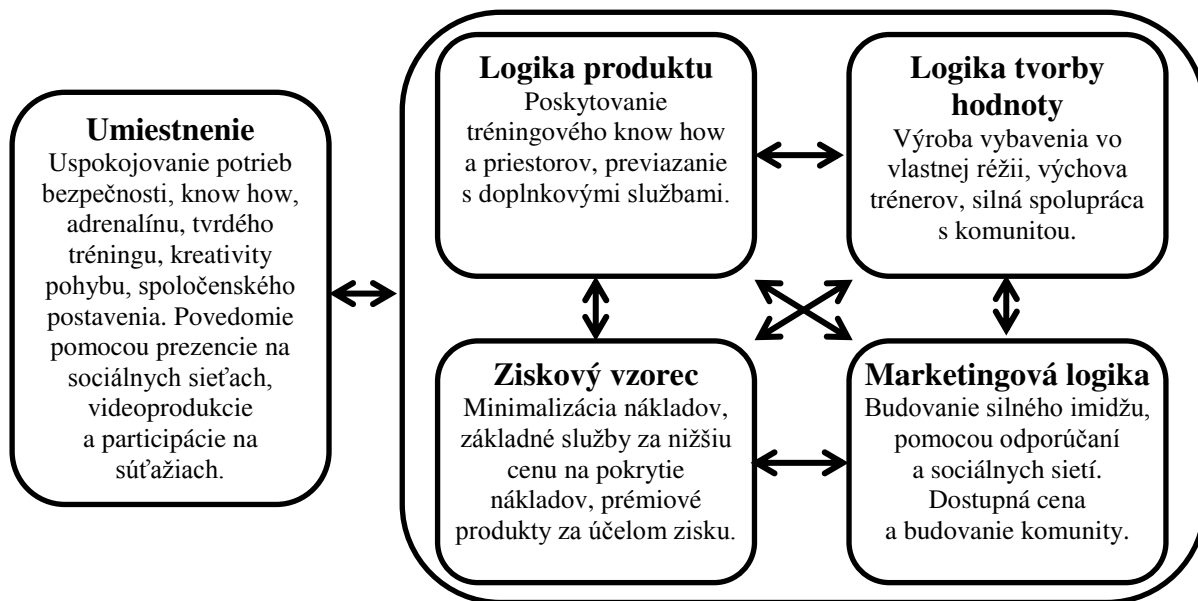 Umiestnenie
Uspokojovanie potrieb
bezpečnosti, know how,
adrenalínu, tvrdého
tréningu, kreativity
pohybu, spoločenského
postavenia. Povedomie
pomocou prezencie na
sociálnych sieťach,
videoprodukcie
a participácie na
súťažiach.
Logika produktu
Poskytovanie
tréningového know how
a priestorov, previazanie
s doplnkovými službami.
Logika tvorby
hodnoty
Výroba vybavenia vo
vlastnej réžii, výchova
trénerov, silná spolupráca
s komunitou.
Ziskový vzorec
Minimalizácia nákladov,
základné služby za nižšiu
cenu na pokrytie
nákladov, prémiové
produkty za účelom zisku.
Marketingová logika
Budovanie silného imidžu,
pomocou odporúčaní
a sociálnych sietí.
Dostupná cena
a budovanie komunity.